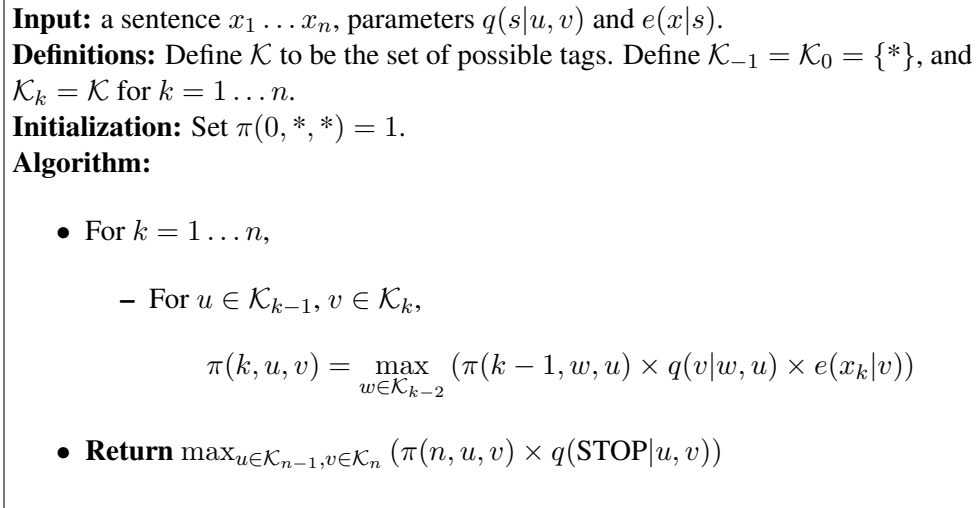 Input: a sentence x₁ … xₙ, parameters q(s|u, v) and e(x|s).
Definitions: Define 𝒦 to be the set of possible tags. Define 𝒦₋₁ = 𝒦₀ = {*}, and
𝒦ₖ = 𝒦 for k = 1 … n.
Initialization: Set π(0, *, *) = 1.
Algorithm:
• For k = 1 … n,
– For u ∈ 𝒦ₖ₋₁, v ∈ 𝒦ₖ,
π(k, u, v) = max_{w∈𝒦ₖ₋₂} (π(k − 1, w, u) × q(v|w, u) × e(xₖ|v))
• Return max_{u∈𝒦ₙ₋₁,v∈𝒦ₙ} (π(n, u, v) × q(STOP|u, v))